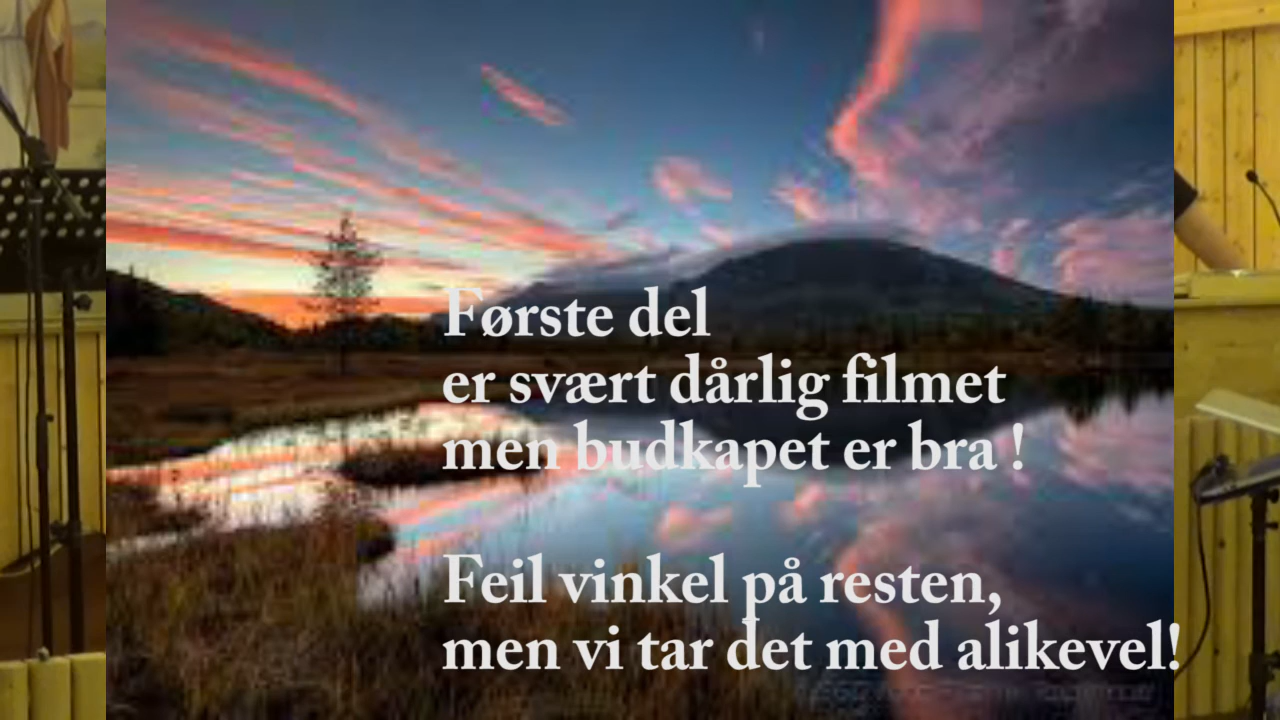 Første del
er svært dårlig filmet
men budkapet er bra !
Feil vinkel på resten,
men vi tar det med alikevel!